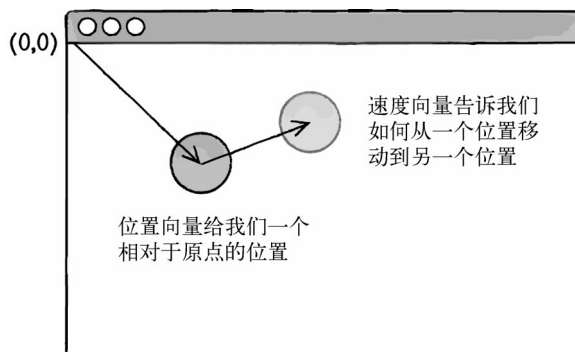 (0,0)
速度向量告诉我们
如何从一个位置移
动到另一个位置
位置向量给我们一个
相对于原点的位置